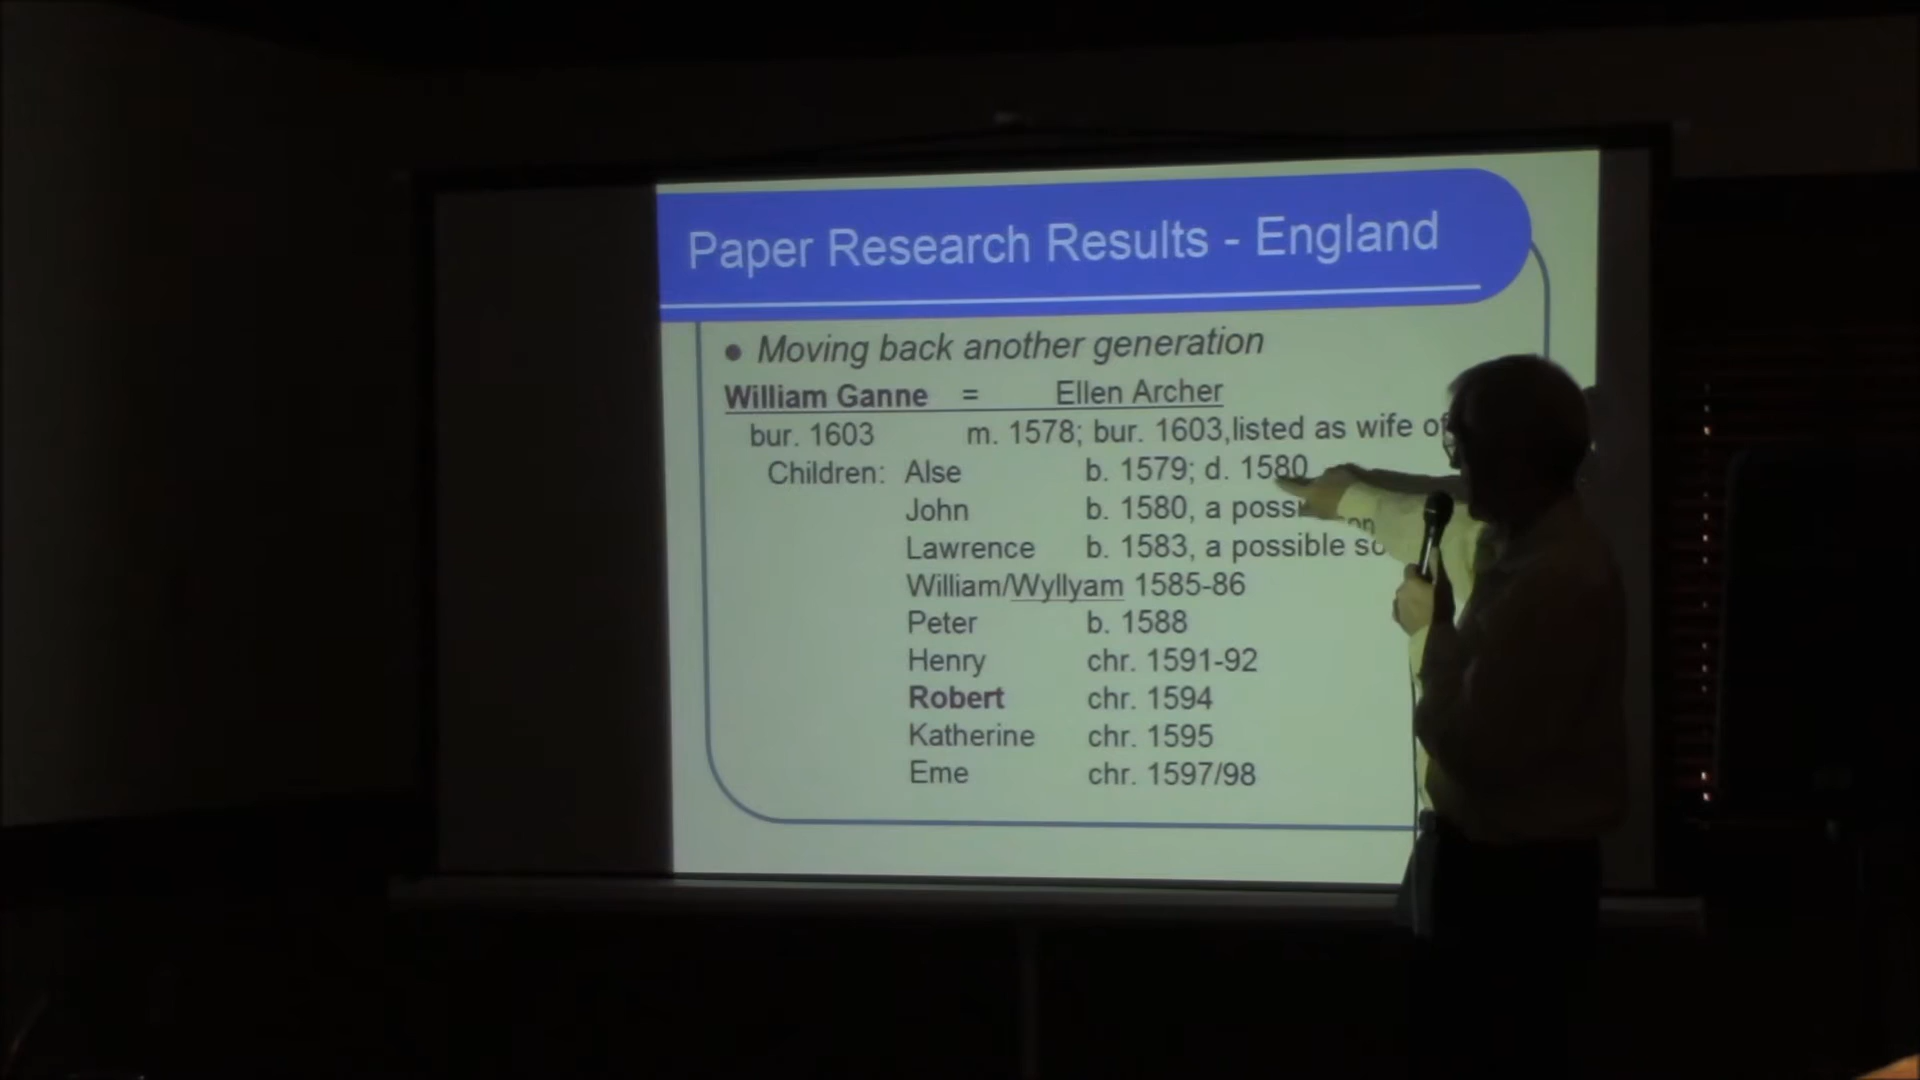 Paper Research Results - England
● Moving back another generation
William Ganne = Ellen Archer
bur. 1603 m. 1578; bur. 1603,listed as wife of
Children: Alse b. 1579; d. 1580
John b. 1580, a
Lawrence b. 1583, a possible
William/Wyllyam 1585-86
Peter b. 1588
Henry chr. 1591-92
Robert chr. 1594
Katherine chr. 1595
Eme chr. 1597/98